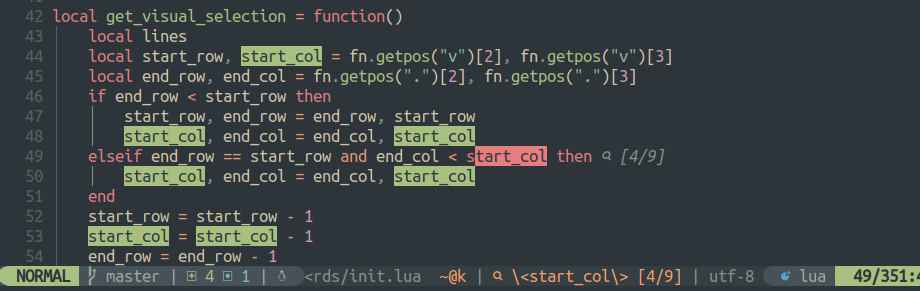 42 local get_visual_selection = function()
43 local lines
44 local start_row, start_col = fn.getpos("v")[2], fn.getpos("v")[3]
45 local end_row, end_col = fn.getpos(".")[2], fn.getpos(".")[3]
46 if end_row < start_row then
47 start_row, end_row = end_row, start_row
48 start_col, end_col = end_col, start_col
49 elseif end_row == start_row and end_col < start_col then [4/9]
50 start_col, end_col = end_col, start_col
51 end
52 start_row = start_row - 1
53 start_col = start_col - 1
54 end_row = end_row - 1
NORMAL master | 4 1 | <rds/init.lua ~@k | \<start_col\> [4/9] | utf-8 lua 49/351:4